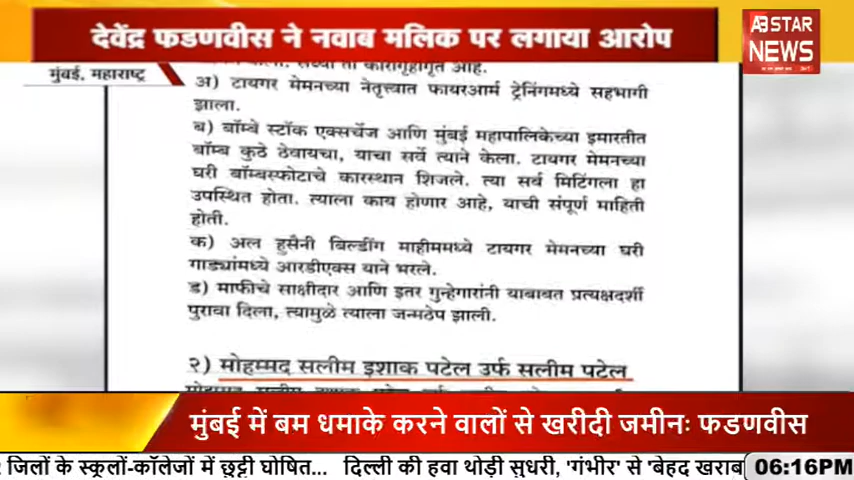 देवेंद्र फडणवीस ने नवाब मलिक पर लगाया आरोप
AB STAR
NEWS
मुंबई, महाराष्ट्र
कारागृहागृत आहे.
अ) टायगर मेमनच्या नेतृत्त्वात फायरआर्म ट्रेनिंगमध्ये सहभागी
झाला.
ब) बॉम्बे स्टॉक एक्सचेंज आणि मुंबई महापालिकेच्या इमारतीत
बॉम्ब कुठे ठेवायचा, याचा सर्वे त्याने केला. टायगर मेमनच्या
घरी बॉम्बस्फोटाचे कारस्थान शिजले. त्या सर्व मिटिंगला हा
उपस्थित होता. त्याला काय होणार आहे, याची संपूर्ण माहिती
होती.
क) अल हुसैनी बिल्डींग माहीममध्ये टायगर मेमनच्या घरी
गाड्यांमध्ये आरडीएक्स याने भरले.
ड) माफीचे साक्षीदार आणि इतर गुन्हेगारांनी याबाबत प्रत्यक्षदर्शी
पुरावा दिला, त्यामुळे त्याला जन्मठेप झाली.
२) मोहम्मद सलीम इशाक पटेल उर्फ सलीम पटेल
मुंबई में बम धमाके करने वालों से खरीदी जमीनः फडणवीस
जिलों के स्कूलों-कॉलेजों में छुट्टी घोषित... दिल्ली की हवा थोड़ी सुधरी, 'गंभीर' से 'बेहद खराब
06:16PM